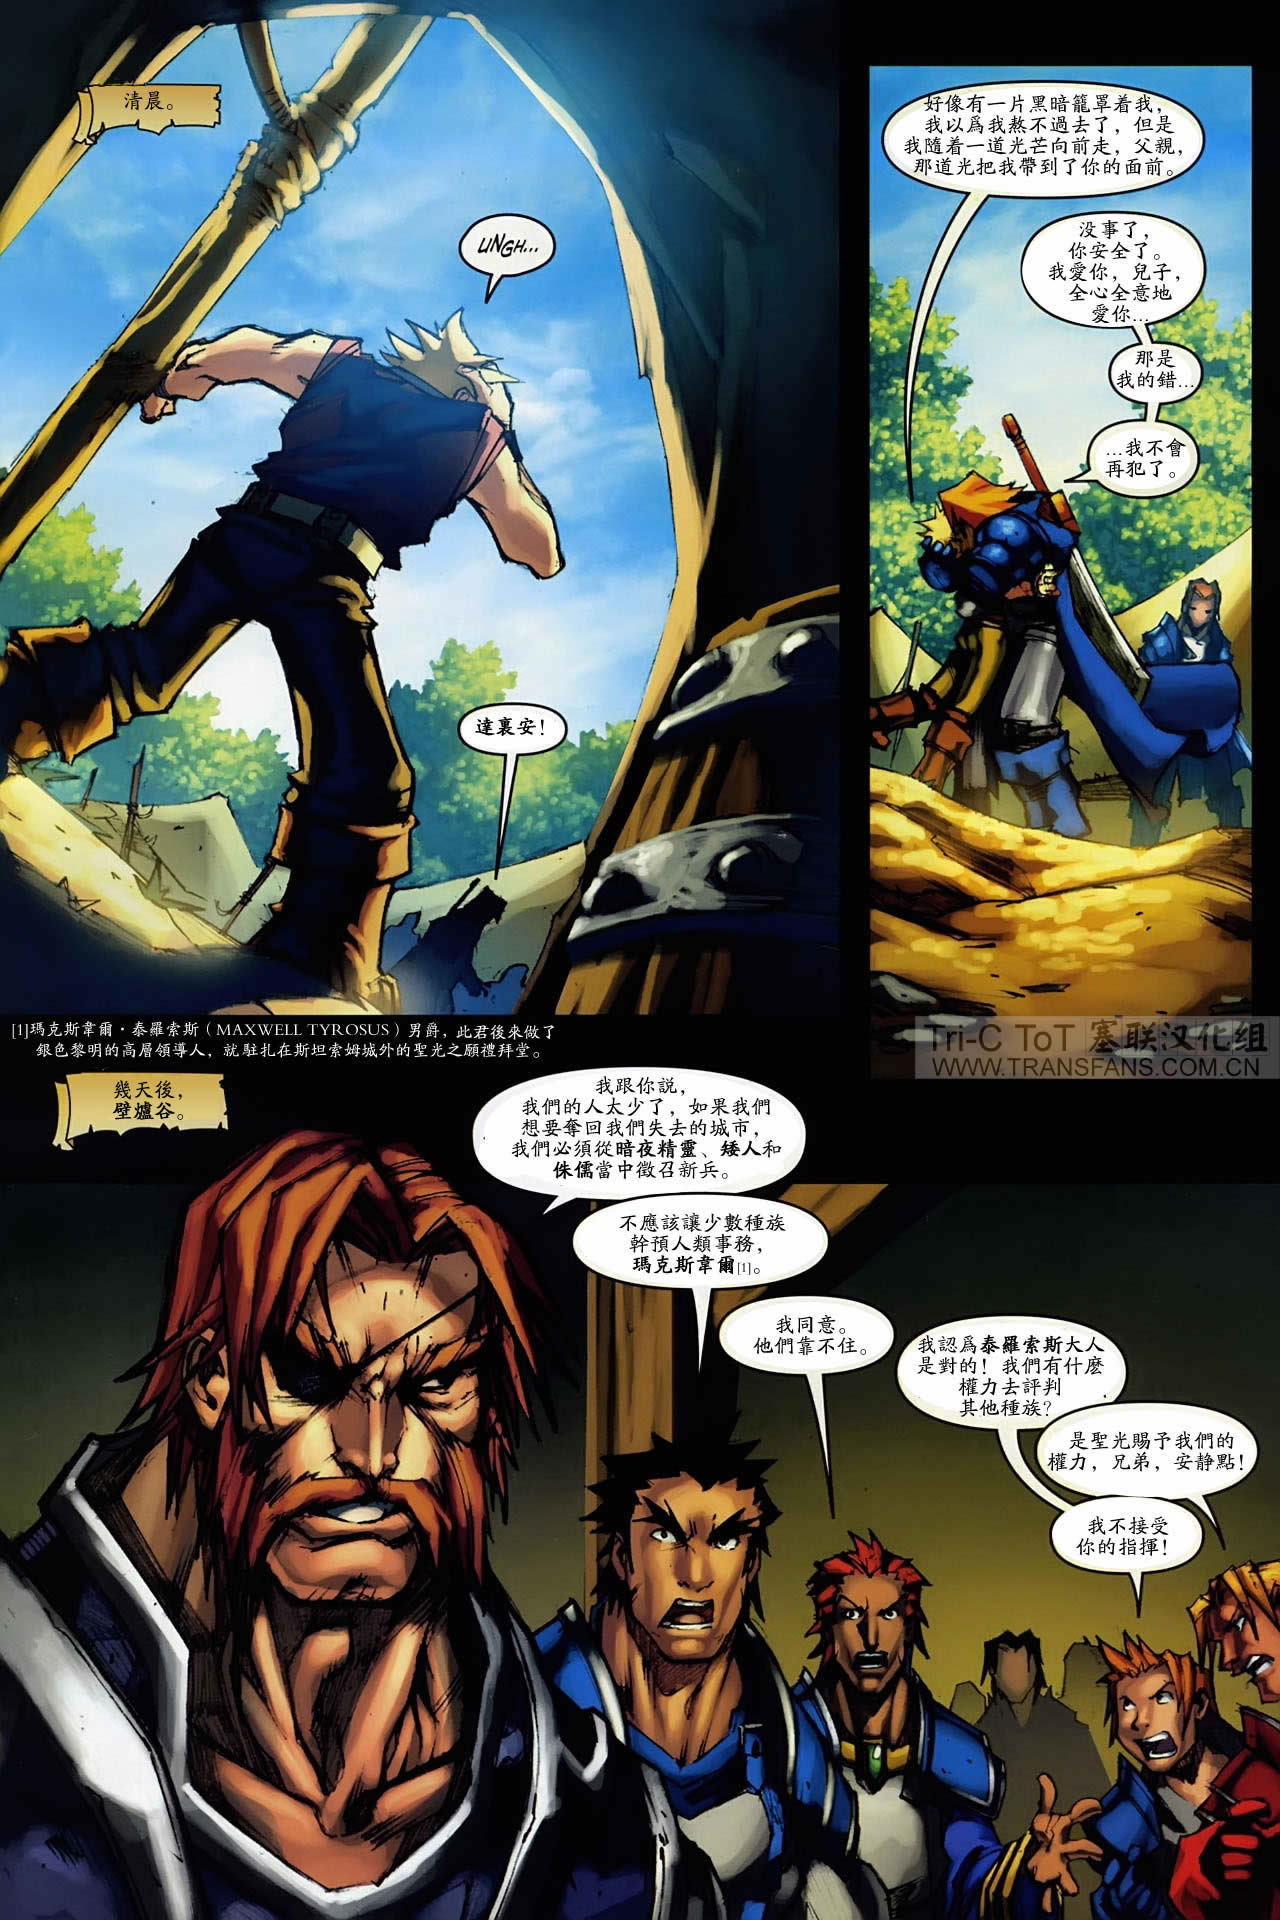 清晨。
UNGH...
達裏安！
好像有一片黑暗籠罩着我，
我以爲我熬不過去了，但是
我隨着一道光芒向前走，父親，
那道光把我帶到了你的面前。
没事了，
你安全了。
我愛你，兒子，
全心全意地
愛你...
那是
我的錯...
...我不會
再犯了。
[1]瑪克斯韋爾·泰羅索斯（MAXWELL TYROSUS）男爵，此君後來做了
銀色黎明的高層領導人，就駐扎在斯坦索姆城外的聖光之願禮拜堂。
Tri-C ToT 塞联汉化组
WWW.TRANSFANS.COM.CN
幾天後，
壁爐谷。
我跟你説，
我們的人太少了，如果我們
想要奪回我們失去的城市，
我們必須從暗夜精靈、矮人和
侏儒當中徵召新兵。
不應該讓少數種族
幹預人類事務，
瑪克斯韋爾[1]。
我同意。
他們靠不住。
我認爲泰羅索斯大人
是對的！我們有什麽
權力去評判
其他種族？
是聖光賜予我們的
權力，兄弟，安静點！
我不接受
你的指揮！